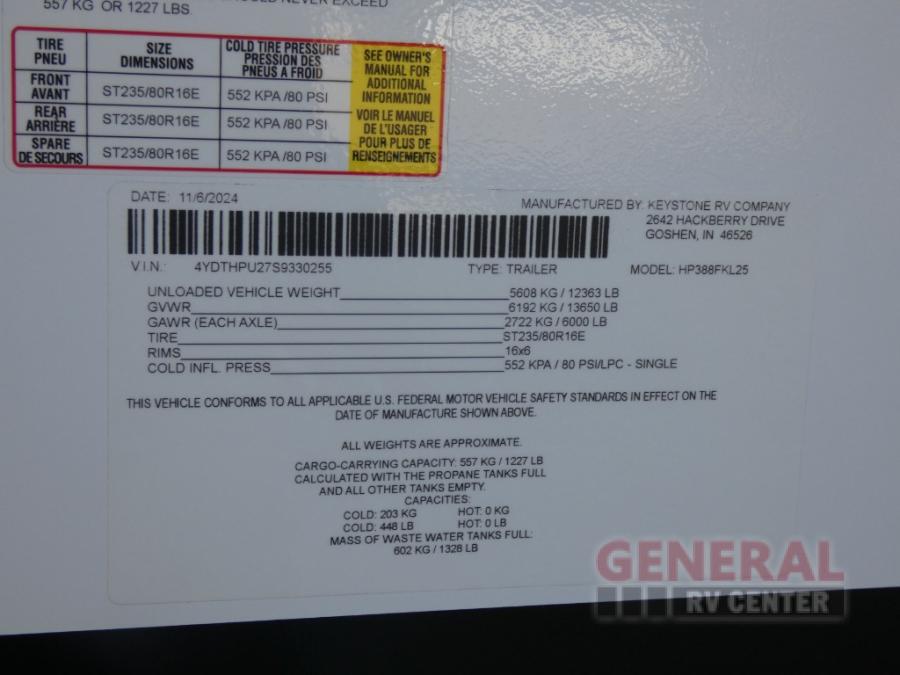 SHOULD NEVER EXCEED
557 KG OR 1227 LBS.
TIRE
PNEU
SIZE
DIMENSIONS
COLD TIRE PRESSURE
PRESSION DES
PNEUS A FROID
SEE OWNER'S
MANUAL FOR
ADDITIONAL
INFORMATION
VOIR LE MANUEL
DE L'USAGER
POUR PLUS DE
RENSEIGNEMENTS
FRONT
AVANT
ST235/80R16E
552 KPA /80 PSI
REAR
ARRIÈRE
ST235/80R16E
552 KPA /80 PSI
SPARE
DE SECOURS
ST235/80R16E
552 KPA /80 PSI
DATE: 11/6/2024
MANUFACTURED BY: KEYSTONE RV COMPANY
2642 HACKBERRY DRIVE
GOSHEN, IN 46526
V.I.N.: 4YDTHPU27S9330255 TYPE: TRAILER MODEL: HP388FKL25
UNLOADED VEHICLE WEIGHT 5608 KG / 12363 LB
GVWR 6192 KG / 13650 LB
GAWR (EACH AXLE) 2722 KG / 6000 LB
TIRE ST235/80R16E
RIMS 16x6
COLD INFL. PRESS 552 KPA / 80 PSI/LPC - SINGLE
THIS VEHICLE CONFORMS TO ALL APPLICABLE U.S. FEDERAL MOTOR VEHICLE SAFETY STANDARDS IN EFFECT ON THE
DATE OF MANUFACTURE SHOWN ABOVE.
ALL WEIGHTS ARE APPROXIMATE.
CARGO-CARRYING CAPACITY: 557 KG / 1227 LB
CALCULATED WITH THE PROPANE TANKS FULL
AND ALL OTHER TANKS EMPTY.
CAPACITIES:
COLD: 203 KG HOT: 0 KG
COLD: 448 LB HOT: 0 LB
MASS OF WASTE WATER TANKS FULL:
602 KG / 1328 LB
GENERAL
RV CENTER